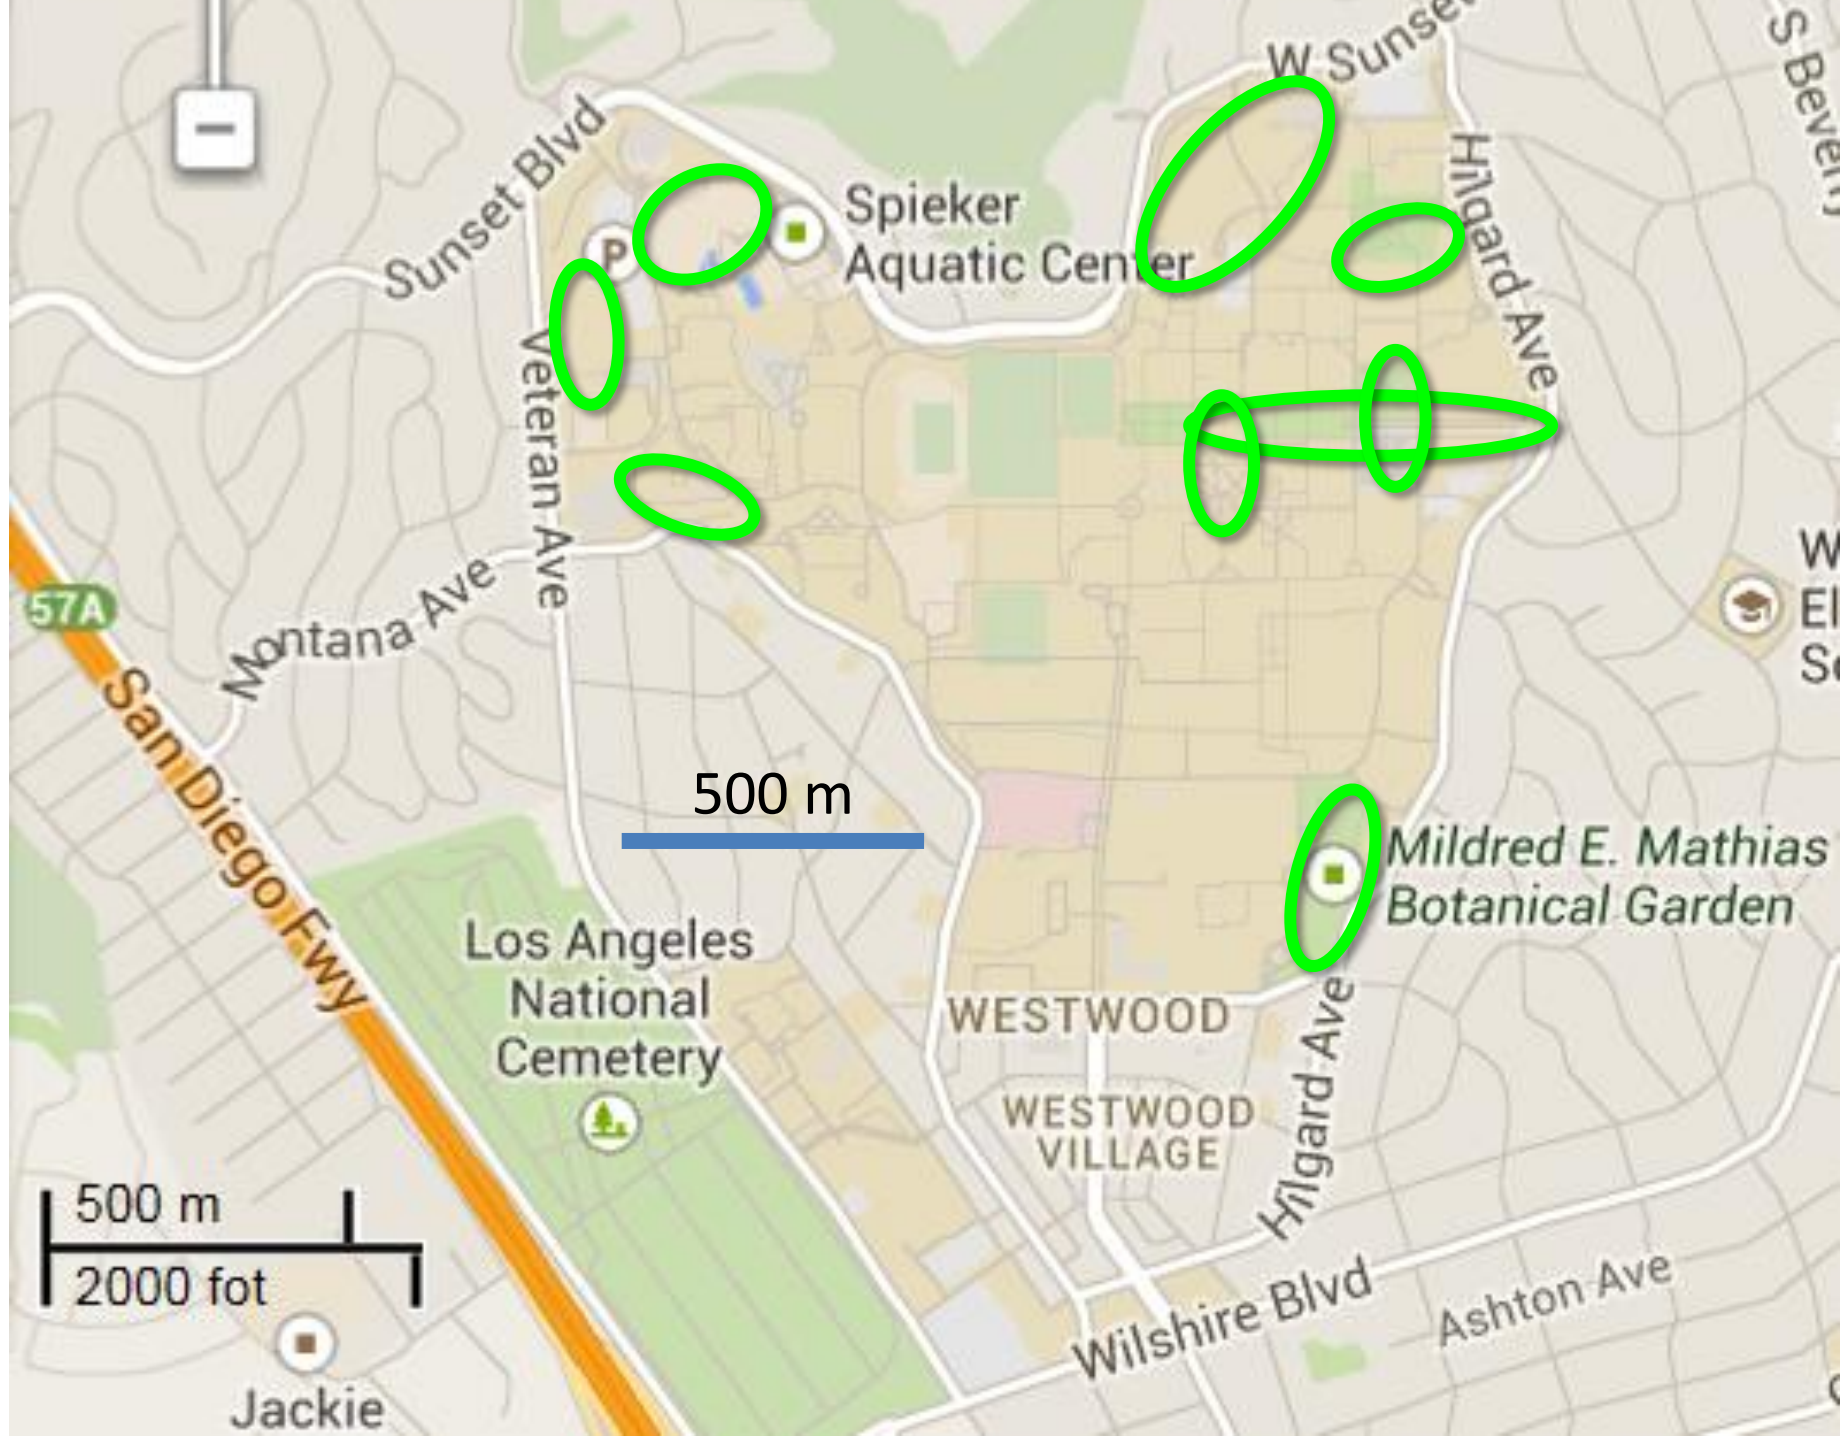 W Sunset
S Beverly
Sunset Blvd
Hilgard Ave
Spieker
Aquatic Center
P
Veteran Ave
57A
Montana Ave
W
El
Se
San Diego Fwy
500 m
Mildred E. Mathias
Botanical Garden
Los Angeles
National
Cemetery
WESTWOOD
WESTWOOD
VILLAGE
Hilgard Ave
500 m
2000 fot
Wilshire Blvd
Ashton Ave
Jackie